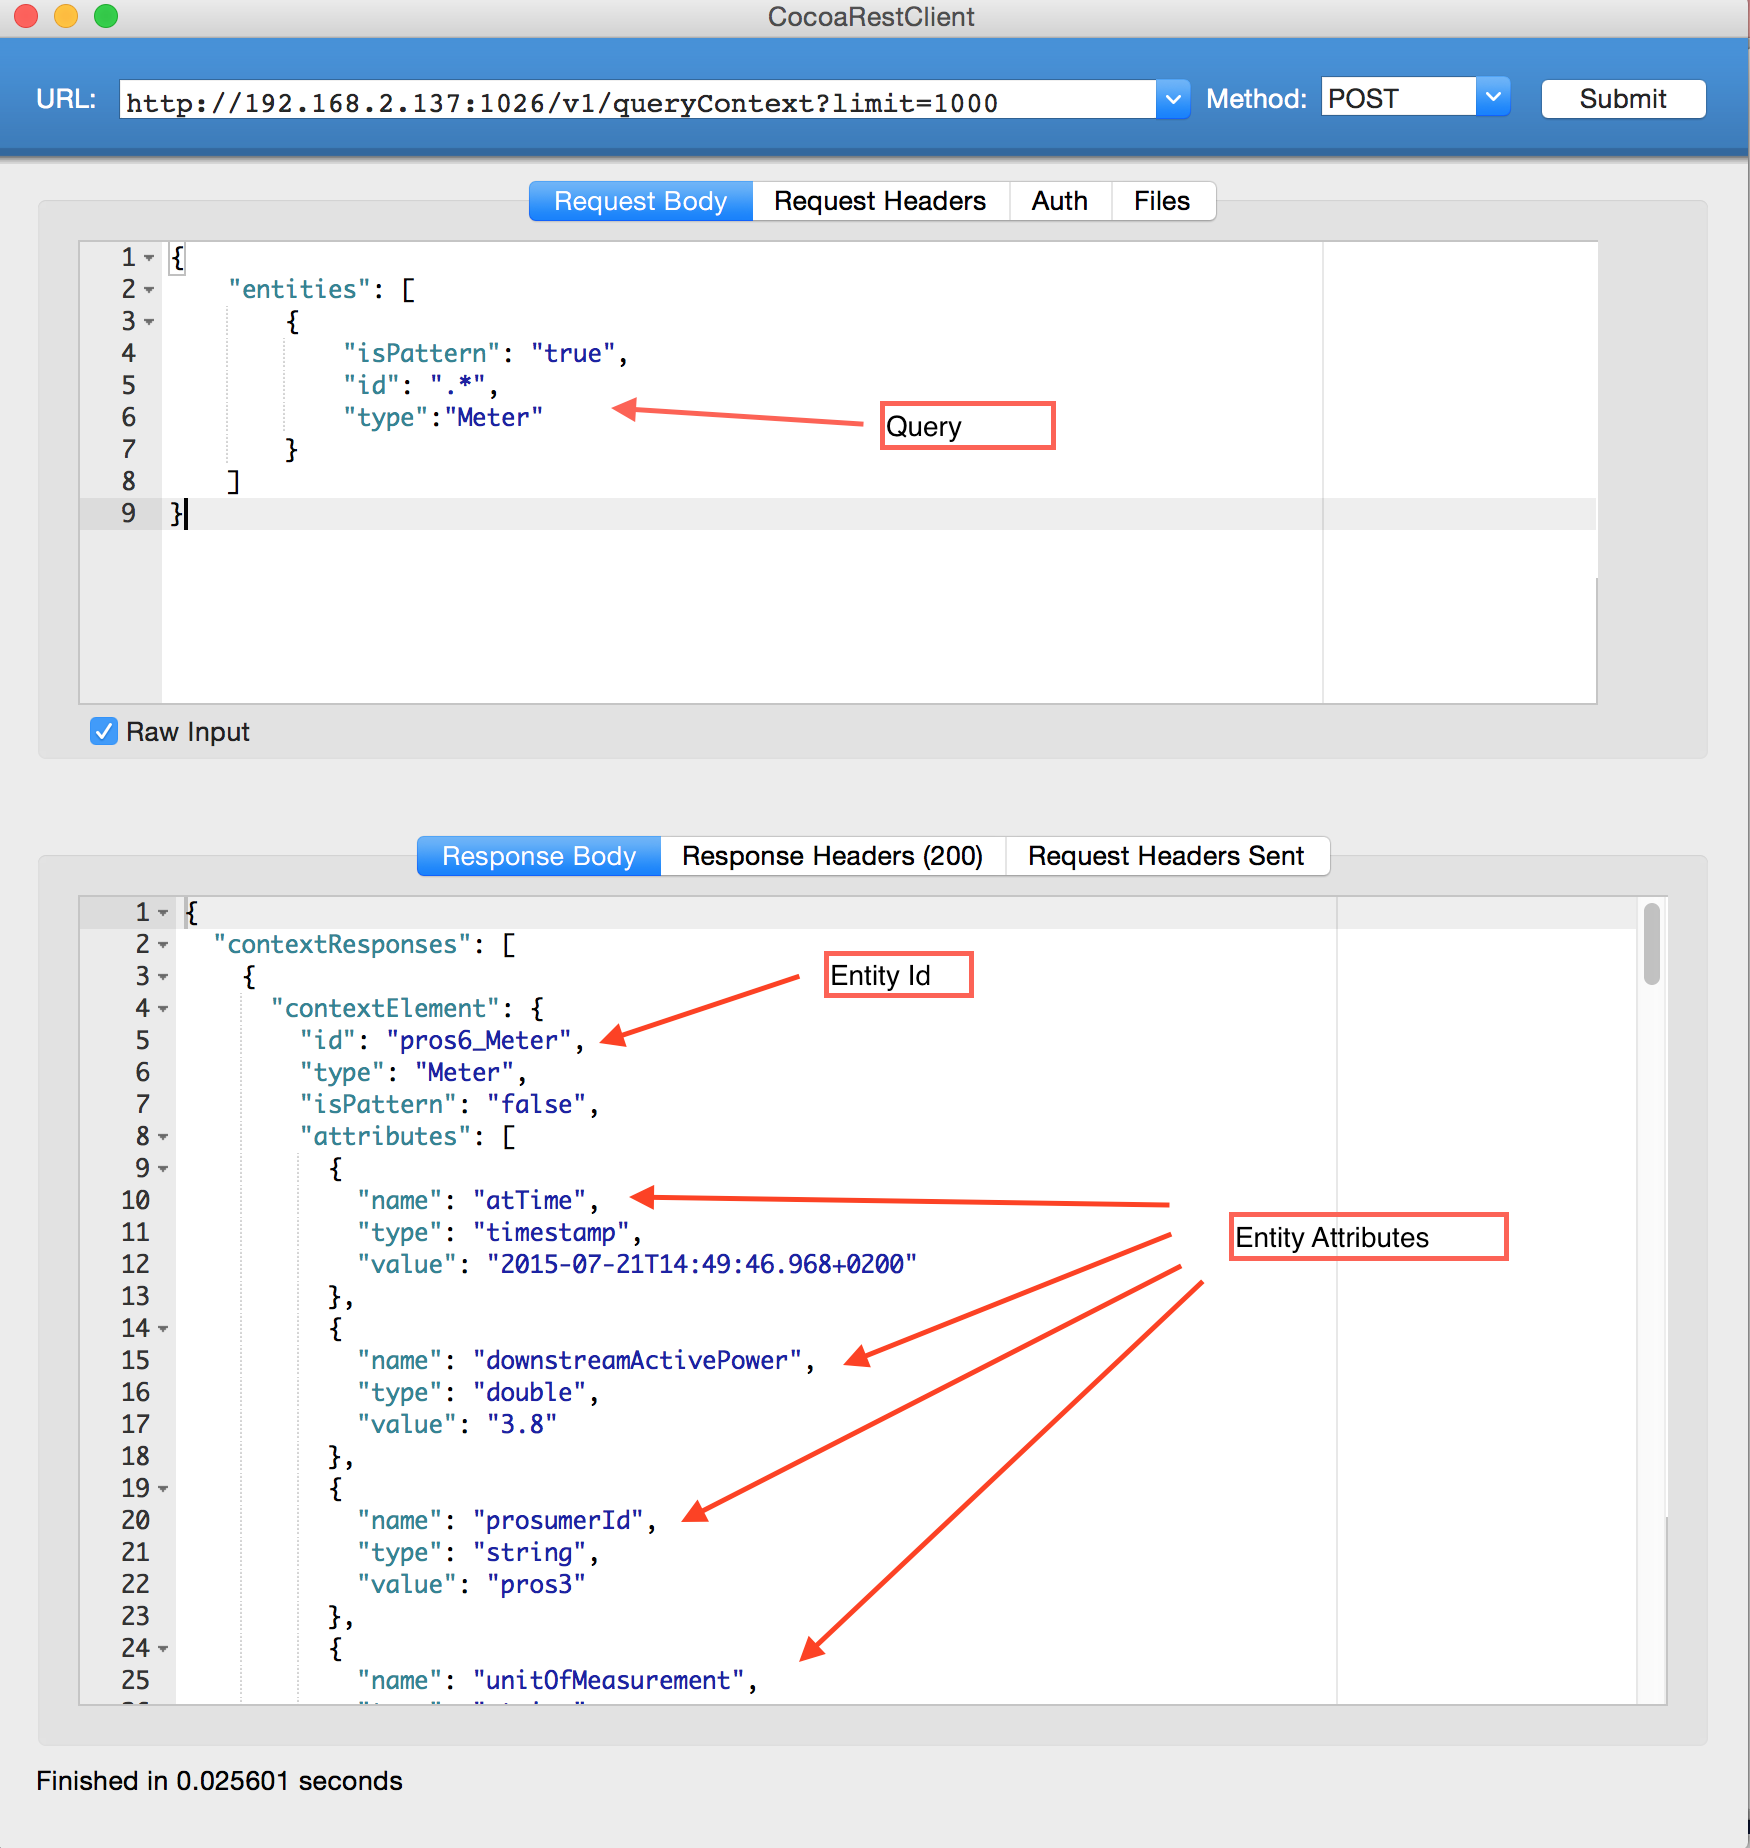 CocoaRestClient
URL: http://192.168.2.137:1026/v1/queryContext?limit=1000 Method: POST Submit
Request Body Request Headers Auth Files
1 {
2 "entities": [
3 {
4 "isPattern": "true",
5 "id": ".*",
6 "type":"Meter"
Query
7 }
8 ]
9 }
Raw Input
Response Body Response Headers (200) Request Headers Sent
1 {
2 "contextResponses": [
3 {
Entity Id
4 "contextElement": {
5 "id": "pros6_Meter",
6 "type": "Meter",
7 "isPattern": "false",
8 "attributes": [
9 {
10 "name": "atTime",
11 "type": "timestamp",
Entity Attributes
12 "value": "2015-07-21T14:49:46.968+0200"
13 },
14 {
15 "name": "downstreamActivePower",
16 "type": "double",
17 "value": "3.8"
18 },
19 {
20 "name": "prosumerId",
21 "type": "string",
22 "value": "pros3"
23 },
24 {
25 "name": "unitOfMeasurement",
Finished in 0.025601 seconds